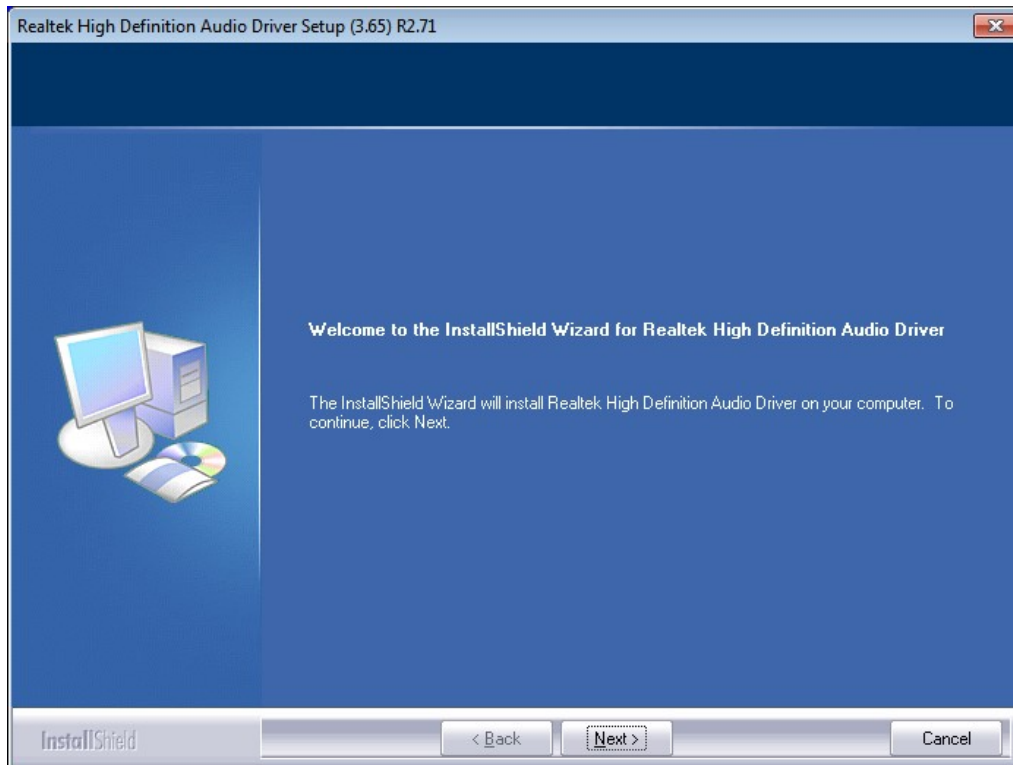 Realtek High Definition Audio Driver Setup (3.65) R2.71
Welcome to the InstallShield Wizard for Realtek High Definition Audio Driver
The InstallShield Wizard will install Realtek High Definition Audio Driver on your computer. To
continue, click Next.
InstallShield
< Back
Next >
Cancel